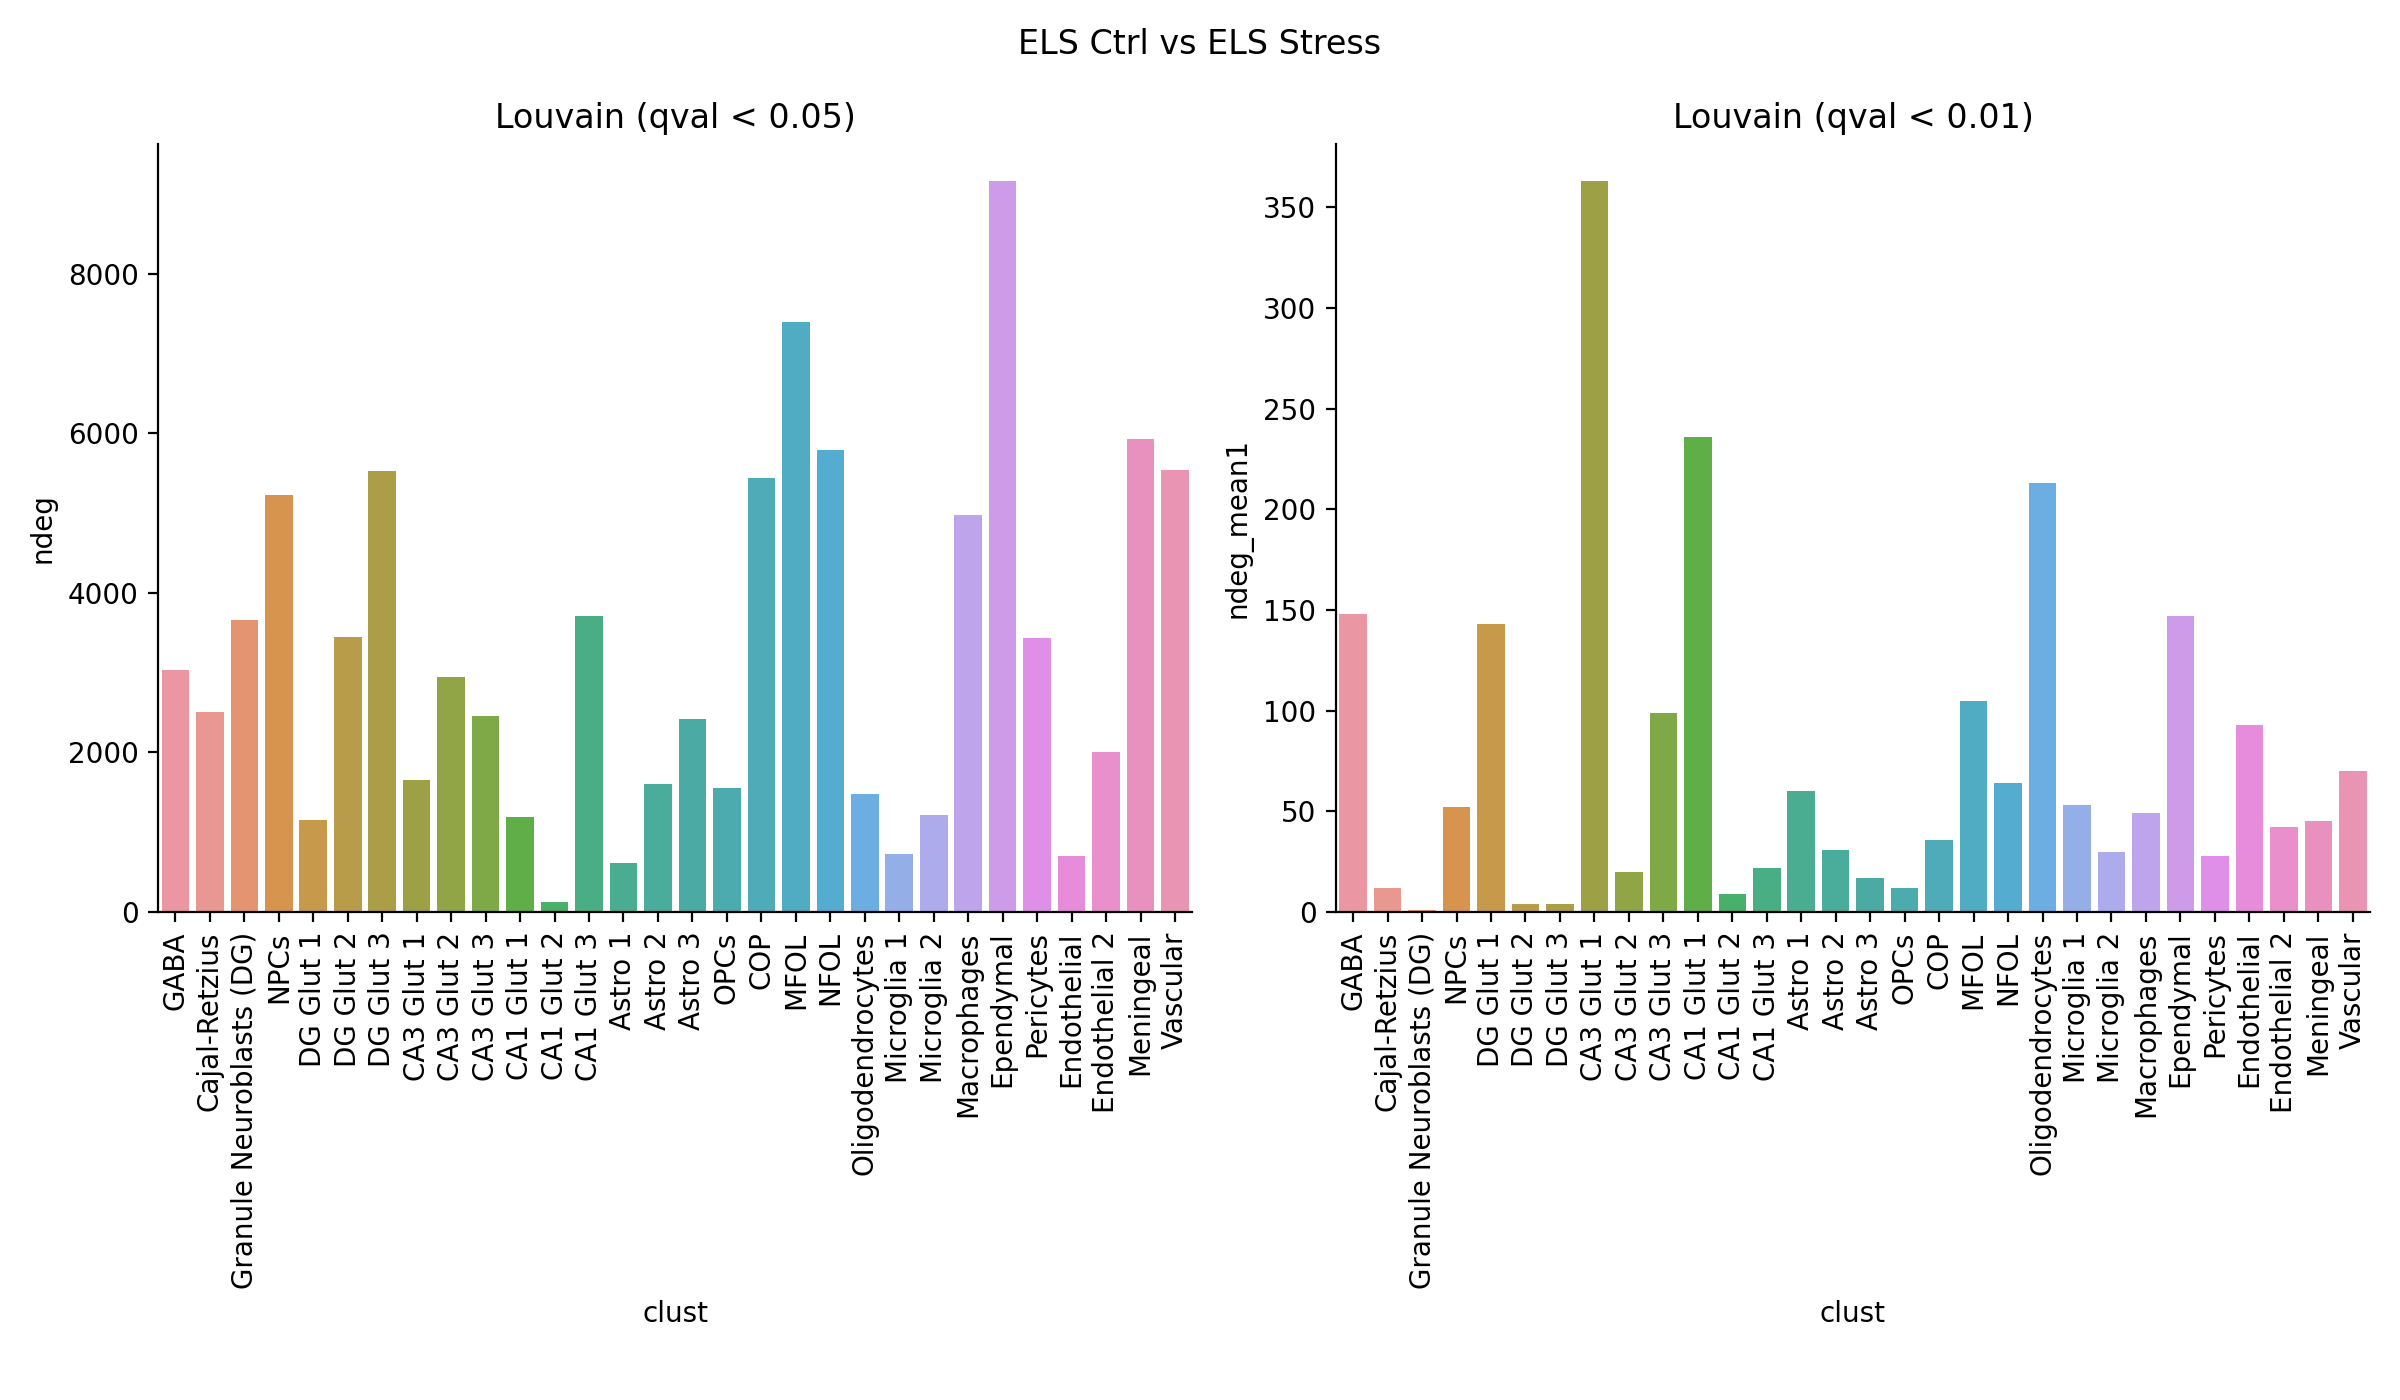 ELS Ctrl vs ELS Stress
Louvain (qval < 0.05)
ndeg
8000
6000
4000
2000
0
GABA
Cajal-Retzius
Granule Neuroblasts (DG)
NPCs
DG Glut 1
DG Glut 2
DG Glut 3
CA3 Glut 1
CA3 Glut 2
CA3 Glut 3
CA1 Glut 1
CA1 Glut 2
CA1 Glut 3
Astro 1
Astro 2
Astro 3
OPCs
COP
MFOL
NFOL
Oligodendrocytes
Microglia 1
Microglia 2
Macrophages
Ependymal
Pericytes
Endothelial
Endothelial 2
Meningeal
Vascular
clust
Louvain (qval < 0.01)
ndeg_mean1
350
300
250
200
150
100
50
0
GABA
Cajal-Retzius
Granule Neuroblasts (DG)
NPCs
DG Glut 1
DG Glut 2
DG Glut 3
CA3 Glut 1
CA3 Glut 2
CA3 Glut 3
CA1 Glut 1
CA1 Glut 2
CA1 Glut 3
Astro 1
Astro 2
Astro 3
OPCs
COP
MFOL
NFOL
Oligodendrocytes
Microglia 1
Microglia 2
Macrophages
Ependymal
Pericytes
Endothelial
Endothelial 2
Meningeal
Vascular
clust